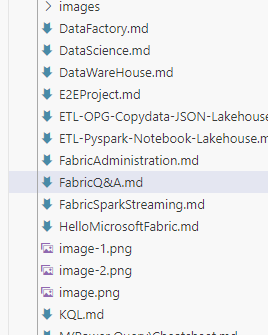 images
DataFactory.md
DataScience.md
DataWareHouse.md
E2EProject.md
ETL-OPG-Copydata-JSON-Lakehouse
ETL-Pyspark-Notebook-Lakehouse.m
FabricAdministration.md
FabricQ&A.md
FabricSparkStreaming.md
HelloMicrosoftFabric.md
image-1.png
image-2.png
image.png
KQL.md